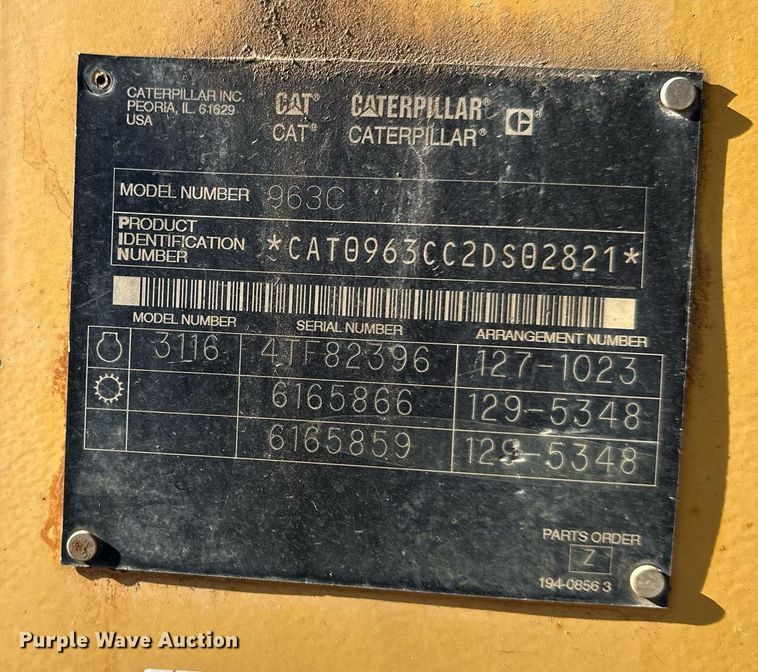 CATERPILLAR INC.
PEORIA, IL. 61629
USA
CAT® CATERPILLAR® C
CAT® CATERPILLAR®
MODEL NUMBER 963C
PRODUCT
IDENTIFICATION
NUMBER *CAT0963CC2DS02821*
MODEL NUMBER SERIAL NUMBER ARRANGEMENT NUMBER
3116 4TF82396 127-1023
6165866 129-5348
6165859 129-5348
PARTS ORDER
Z
194-0856 3
Purple Wave Auction